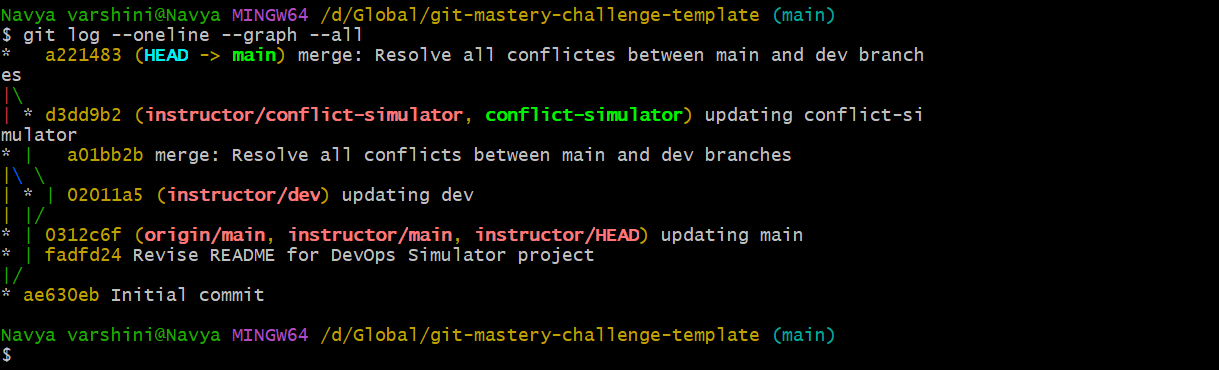 Navya varshini@Navya MINGW64 /d/Global/git-mastery-challenge-template (main)
$ git log --oneline --graph --all
*   a221483 (HEAD -> main) merge: Resolve all conflictes between main and dev branch
es
|\
| * d3dd9b2 (instructor/conflict-simulator, conflict-simulator) updating conflict-si
mulator
* |   a01bb2b merge: Resolve all conflicts between main and dev branches
|\ \
| * | 02011a5 (instructor/dev) updating dev
| |/
* | 0312c6f (origin/main, instructor/main, instructor/HEAD) updating main
* | fadfd24 Revise README for DevOps Simulator project
|/
* ae630eb Initial commit
Navya varshini@Navya MINGW64 /d/Global/git-mastery-challenge-template (main)
$